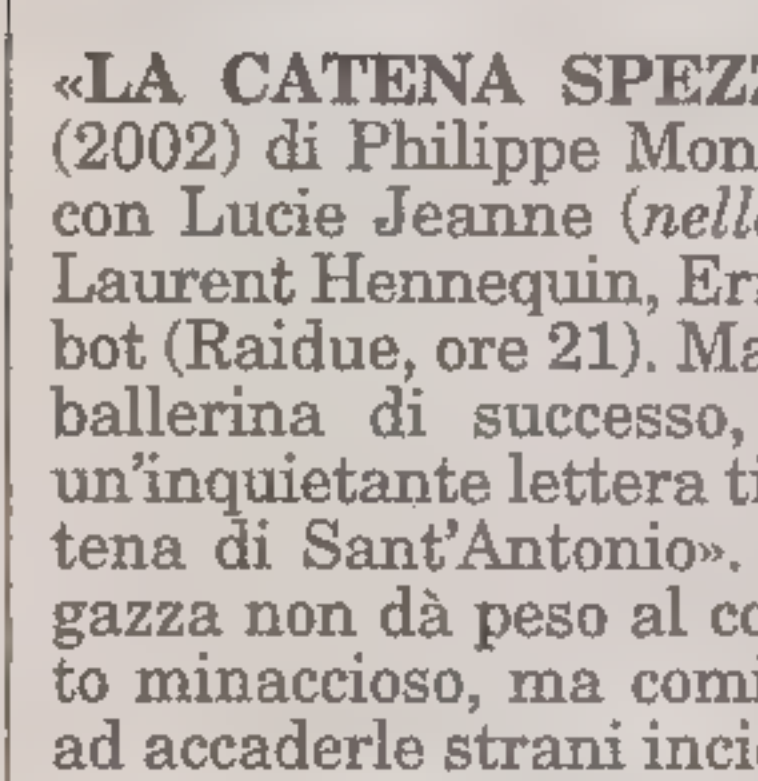 «LA CATENA SPEZZ
(2002) di Philippe Mon
con Lucie Jeanne (nelle
Laurent Hennequin, Er
bot (Raidue, ore 21). Ma
ballerina di successo,
un'inquietante lettera ti
tena di Sant'Antonio».
gazza non dà peso al co
to minaccioso, ma comi
ad accaderle strani inci